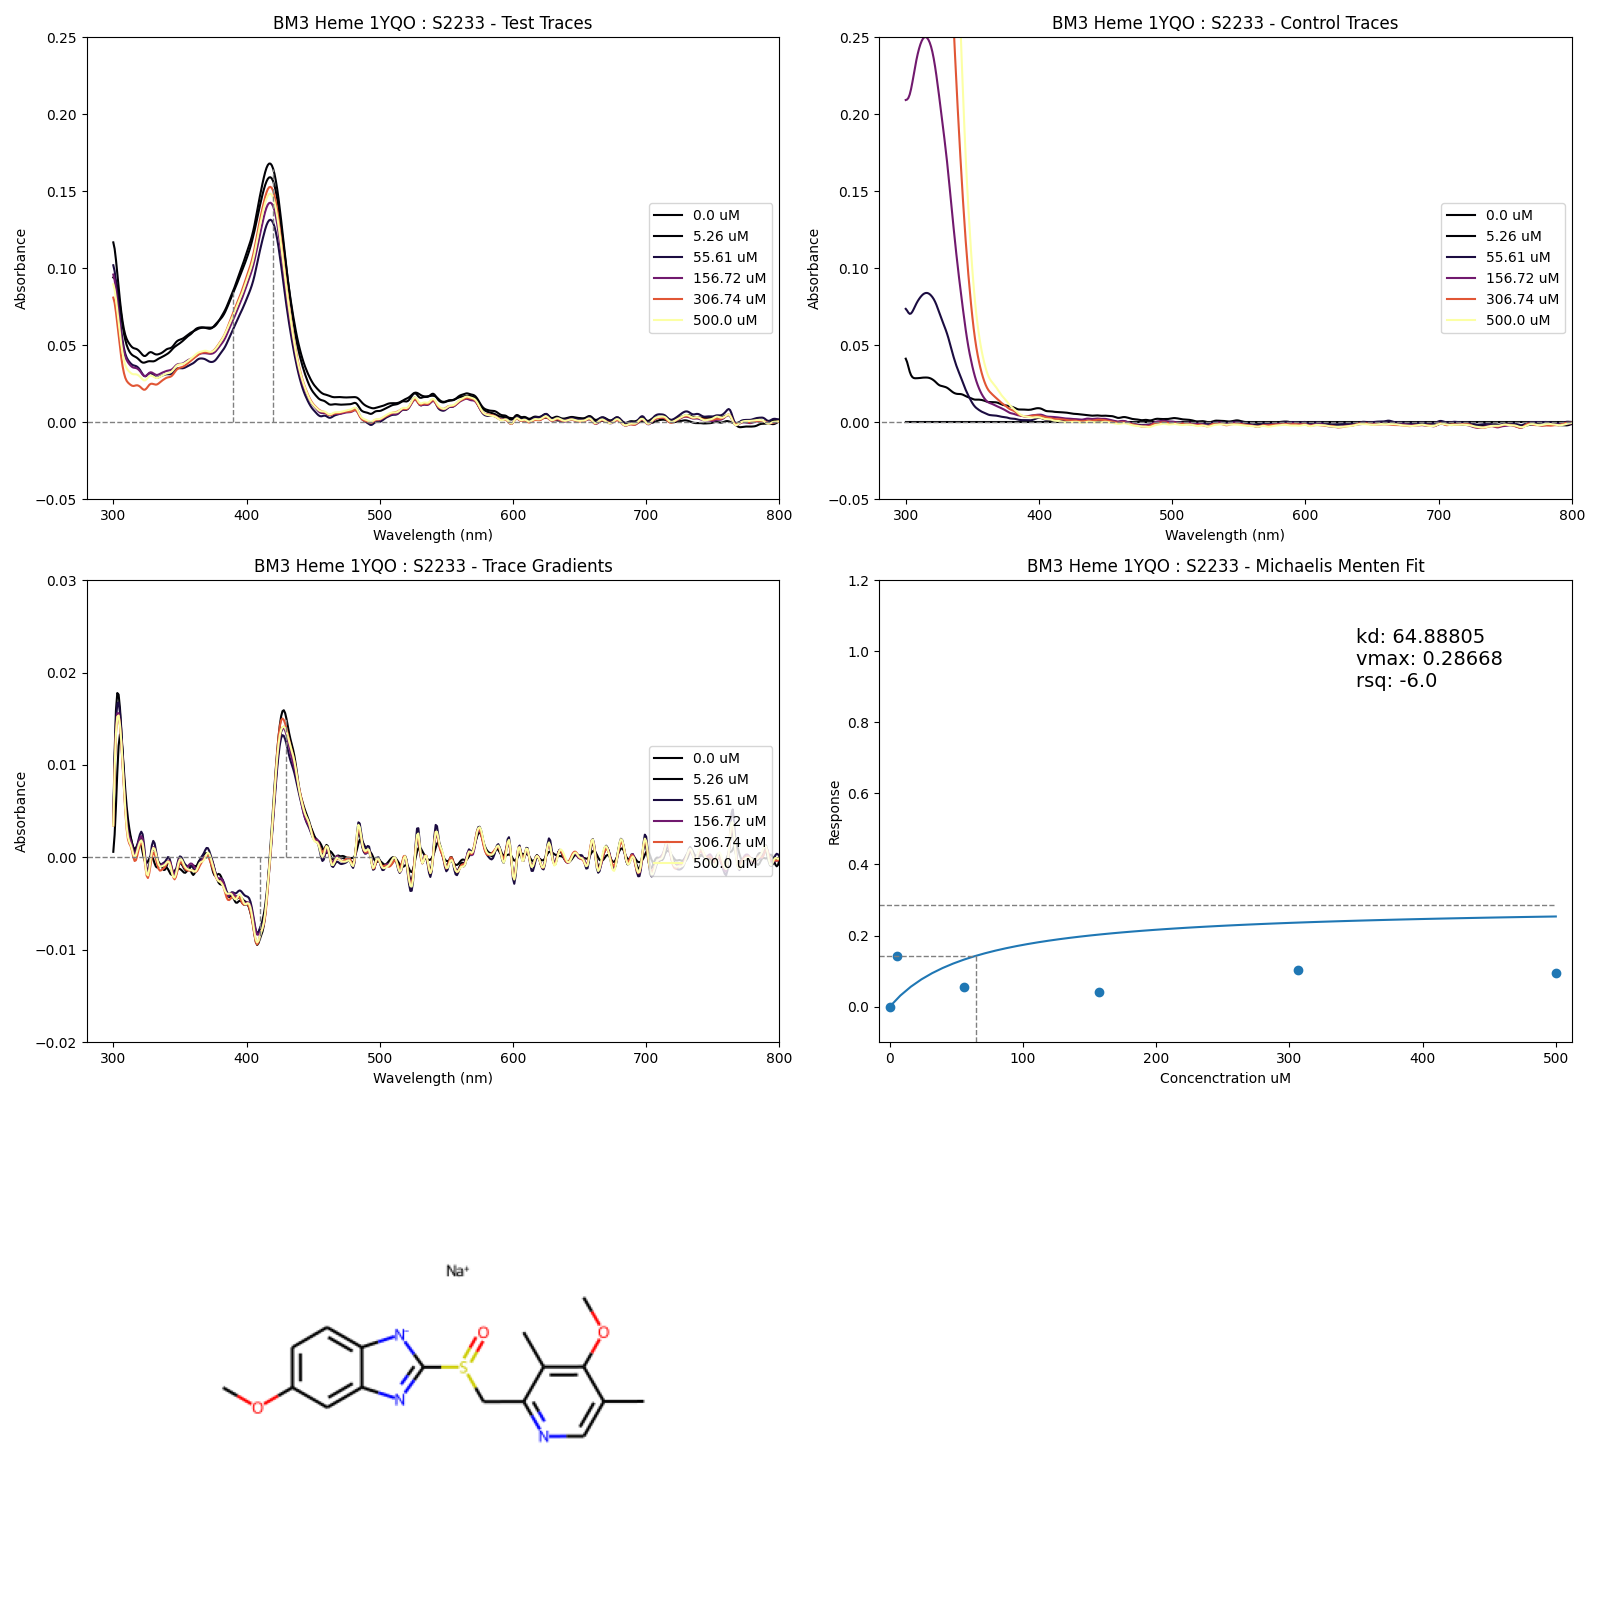 BM3 Heme 1YQO : S2233 - Test Traces
0.25
0.20
0.15
0.10
0.05
0.00
−0.05
Absorbance
300
400
500
600
700
800
Wavelength (nm)
0.0 uM
5.26 uM
55.61 uM
156.72 uM
306.74 uM
500.0 uM
BM3 Heme 1YQO : S2233 - Control Traces
0.25
0.20
0.15
0.10
0.05
0.00
−0.05
Absorbance
300
400
500
600
700
800
Wavelength (nm)
0.0 uM
5.26 uM
55.61 uM
156.72 uM
306.74 uM
500.0 uM
BM3 Heme 1YQO : S2233 - Trace Gradients
0.03
0.02
0.01
0.00
−0.01
−0.02
Absorbance
300
400
500
600
700
800
Wavelength (nm)
0.0 uM
5.26 uM
55.61 uM
156.72 uM
306.74 uM
500.0 uM
BM3 Heme 1YQO : S2233 - Michaelis Menten Fit
1.2
1.0
0.8
0.6
0.4
0.2
0.0
Response
kd: 64.88805
vmax: 0.28668
rsq: -6.0
0
100
200
300
400
500
Concenctration uM
Na+
O
N-
N
S
O
O
N